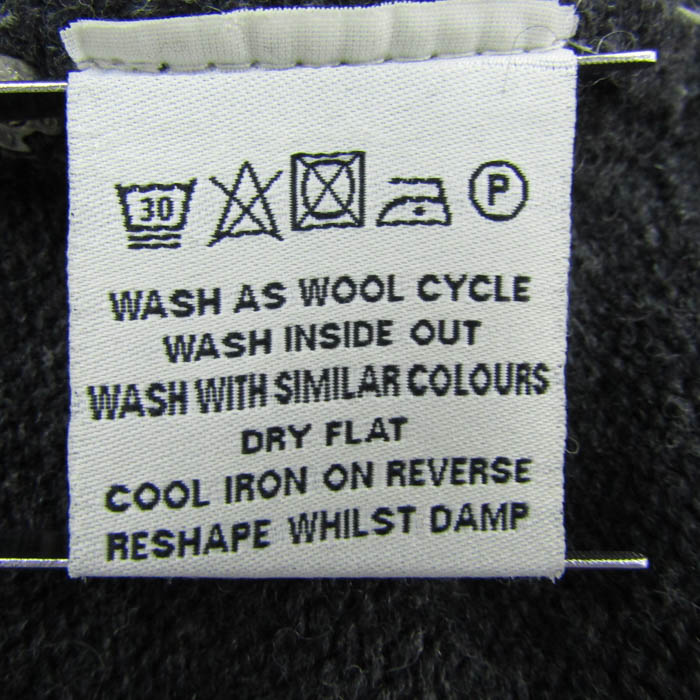 30 P
WASH AS WOOL CYCLE
WASH INSIDE OUT
WASH WITH SIMILAR COLOURS
DRY FLAT
COOL IRON ON REVERSE
RESHAPE WHILST DAMP